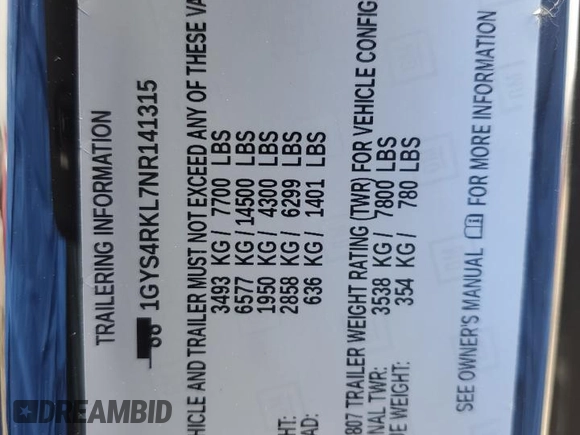 TRAILERING INFORMATION
1GYS4RKL7NR141315
HICLE AND TRAILER MUST NOT EXCEED ANY OF THESE VA
3493 KG/ 7700 LBS
6577 KG/ 14500 LBS
1950 KG/ 4300 LBS
HT: 2858 KG/ 6299 LBS
AD: 636 KG/ 1401 LBS
807 TRAILER WEIGHT RATING (TWR) FOR VEHICLE CONFIG
NAL TWR: 3538 KG/ 7800 LBS
E WEIGHT: 354 KG/ 780 LBS
SEE OWNER'S MANUAL FOR MORE INFORMATION
DREAMBID